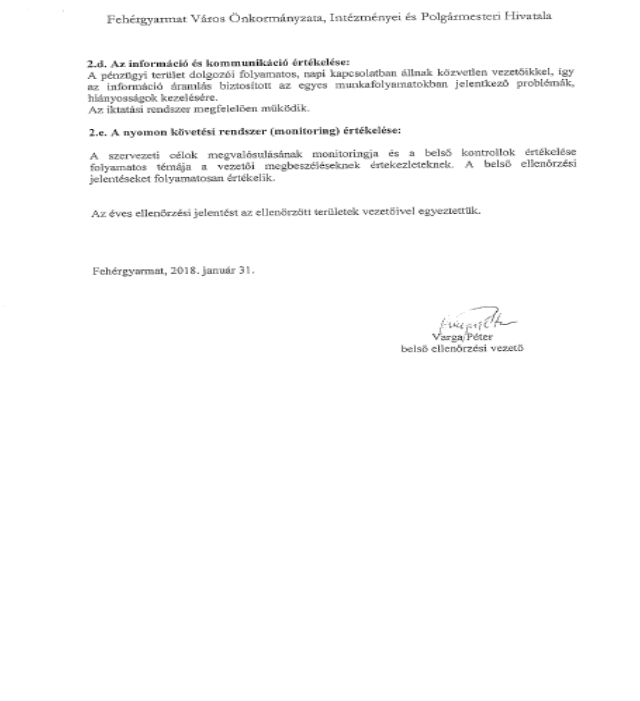 Fehérgyarmat Város Önkormányzata, Intézményei és Polgármesteri Hivatala
2.d. Az információ és kommunikáció értékelése:
A pénzügyi terület dolgozói folyamatos, napi kapcsolatban állnak közvetlen vezetőikkel, így
az információ áramlás biztosított az egyes munkafolyamatokban jelentkező problémák,
hiányosságok kezelésére.
Az iktatási rendszer megfelelően működik.
2.e. A nyomon követési rendszer (monitoring) értékelése:
A szervezeti célok megvalósulásának monitoringja és a belső kontrollok értékelése
folyamatos témája a vezetői megbeszéléseknek értekezleteknek. A belső ellenőrzési
jelentéseket folyamatosan értékelik.
Az éves ellenőrzési jelentést az ellenőrzött területek vezetőivel egyeztettük.
Fehérgyarmat, 2018. január 31.
Varga Péter
belső ellenőrzési vezető